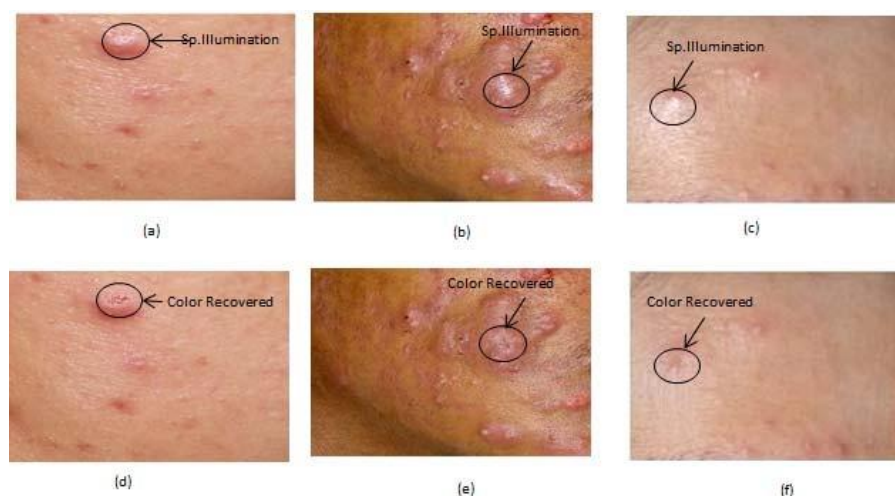 Sp.Illumination
Sp.Illumination
Sp.Illumination
(a)
(b)
(c)
Color Recovered
Color Recovered
Color Recovered
(d)
(e)
(f)